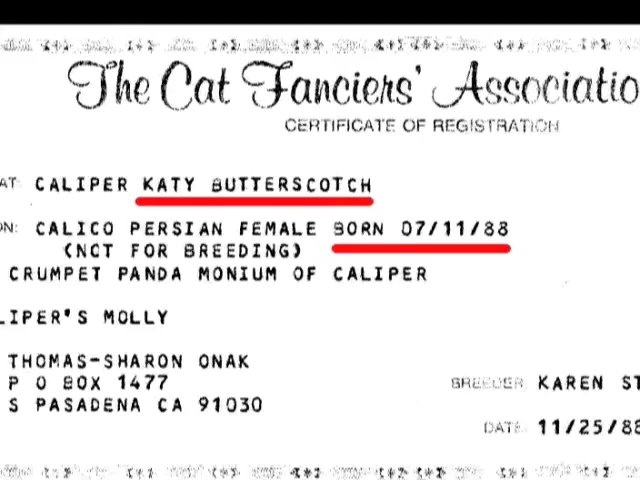 The Cat Fanciers' Associatio
CERTIFICATE OF REGISTRATION
AT: CALIPER KATY BUTTERSCOTCH
ON: CALICO PERSIAN FEMALE BORN 07/11/88
(NOT FOR BREEDING)
CRUMPET PANDA MONIUM OF CALIPER
LIPER'S MOLLY
THOMAS-SHARON ONAK
P O BOX 1477
S PASADENA CA 91030
BREEDER: KAREN ST
DATE: 11/25/88